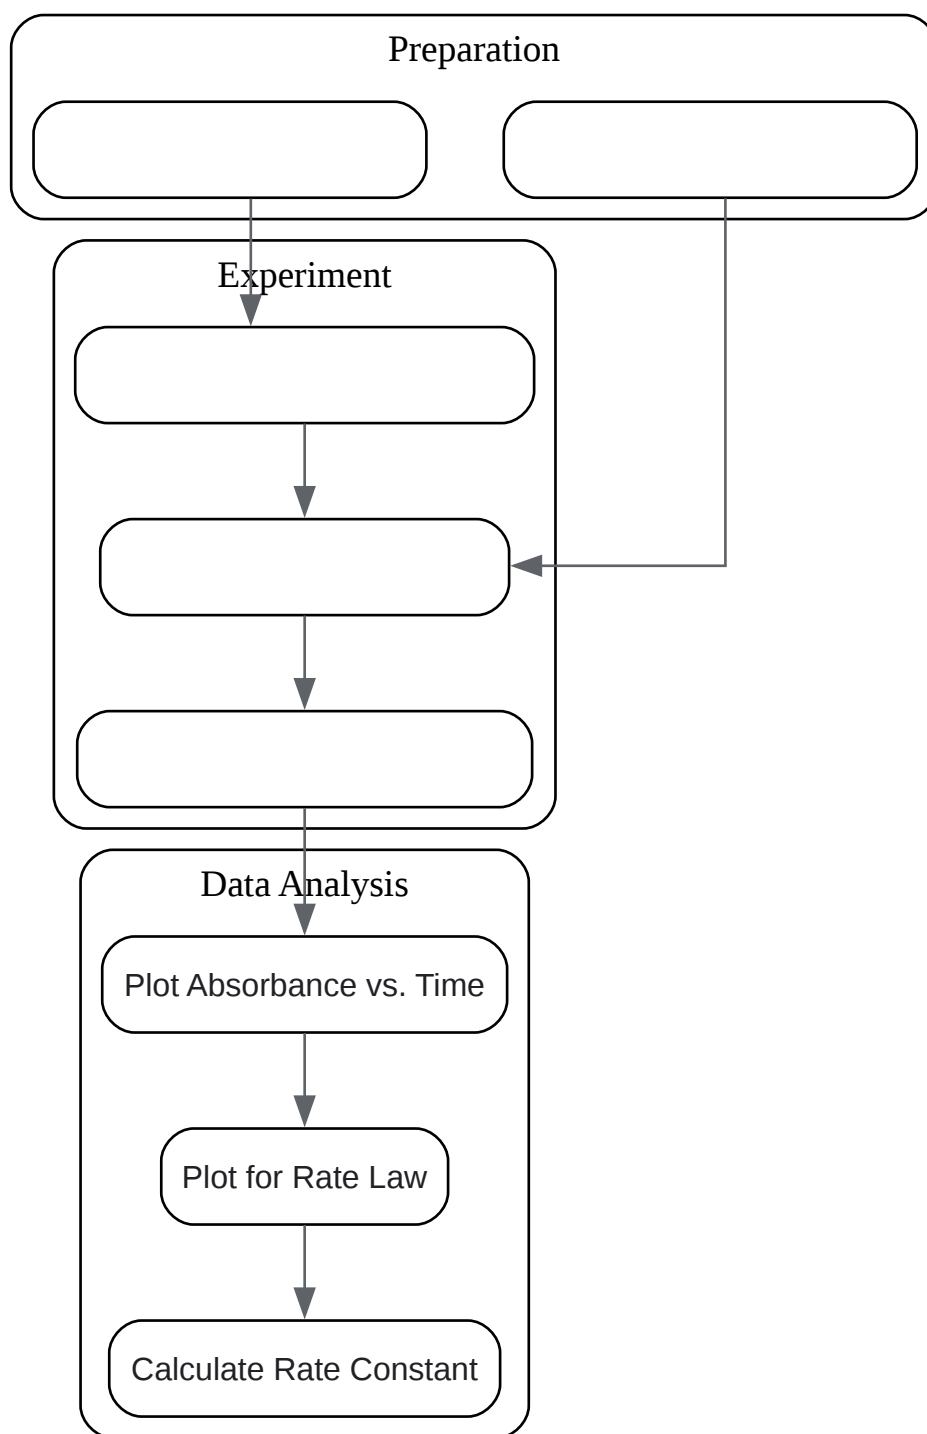 Preparation
Experiment
Data Analysis
Plot Absorbance vs. Time
Plot for Rate Law
Calculate Rate Constant